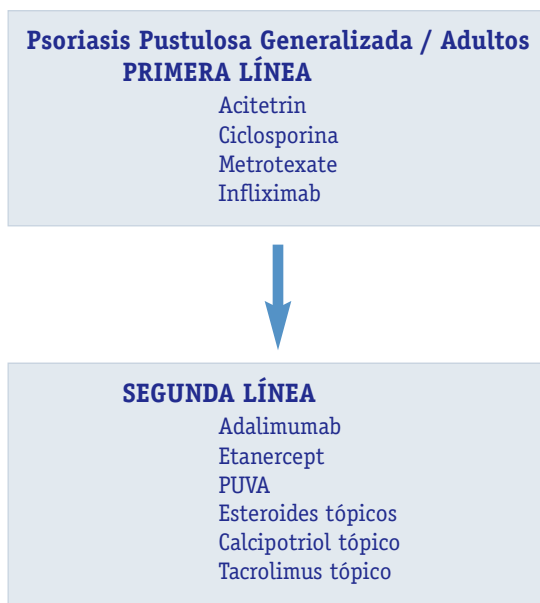 Psoriasis Pustulosa Generalizada / Adultos
PRIMERA LÍNEA
Acitetrin
Ciclosporina
Metrotexate
Infliximab
SEGUNDA LÍNEA
Adalimumab
Etanercept
PUVA
Esteroides tópicos
Calcipotriol tópico
Tacrolimus tópico